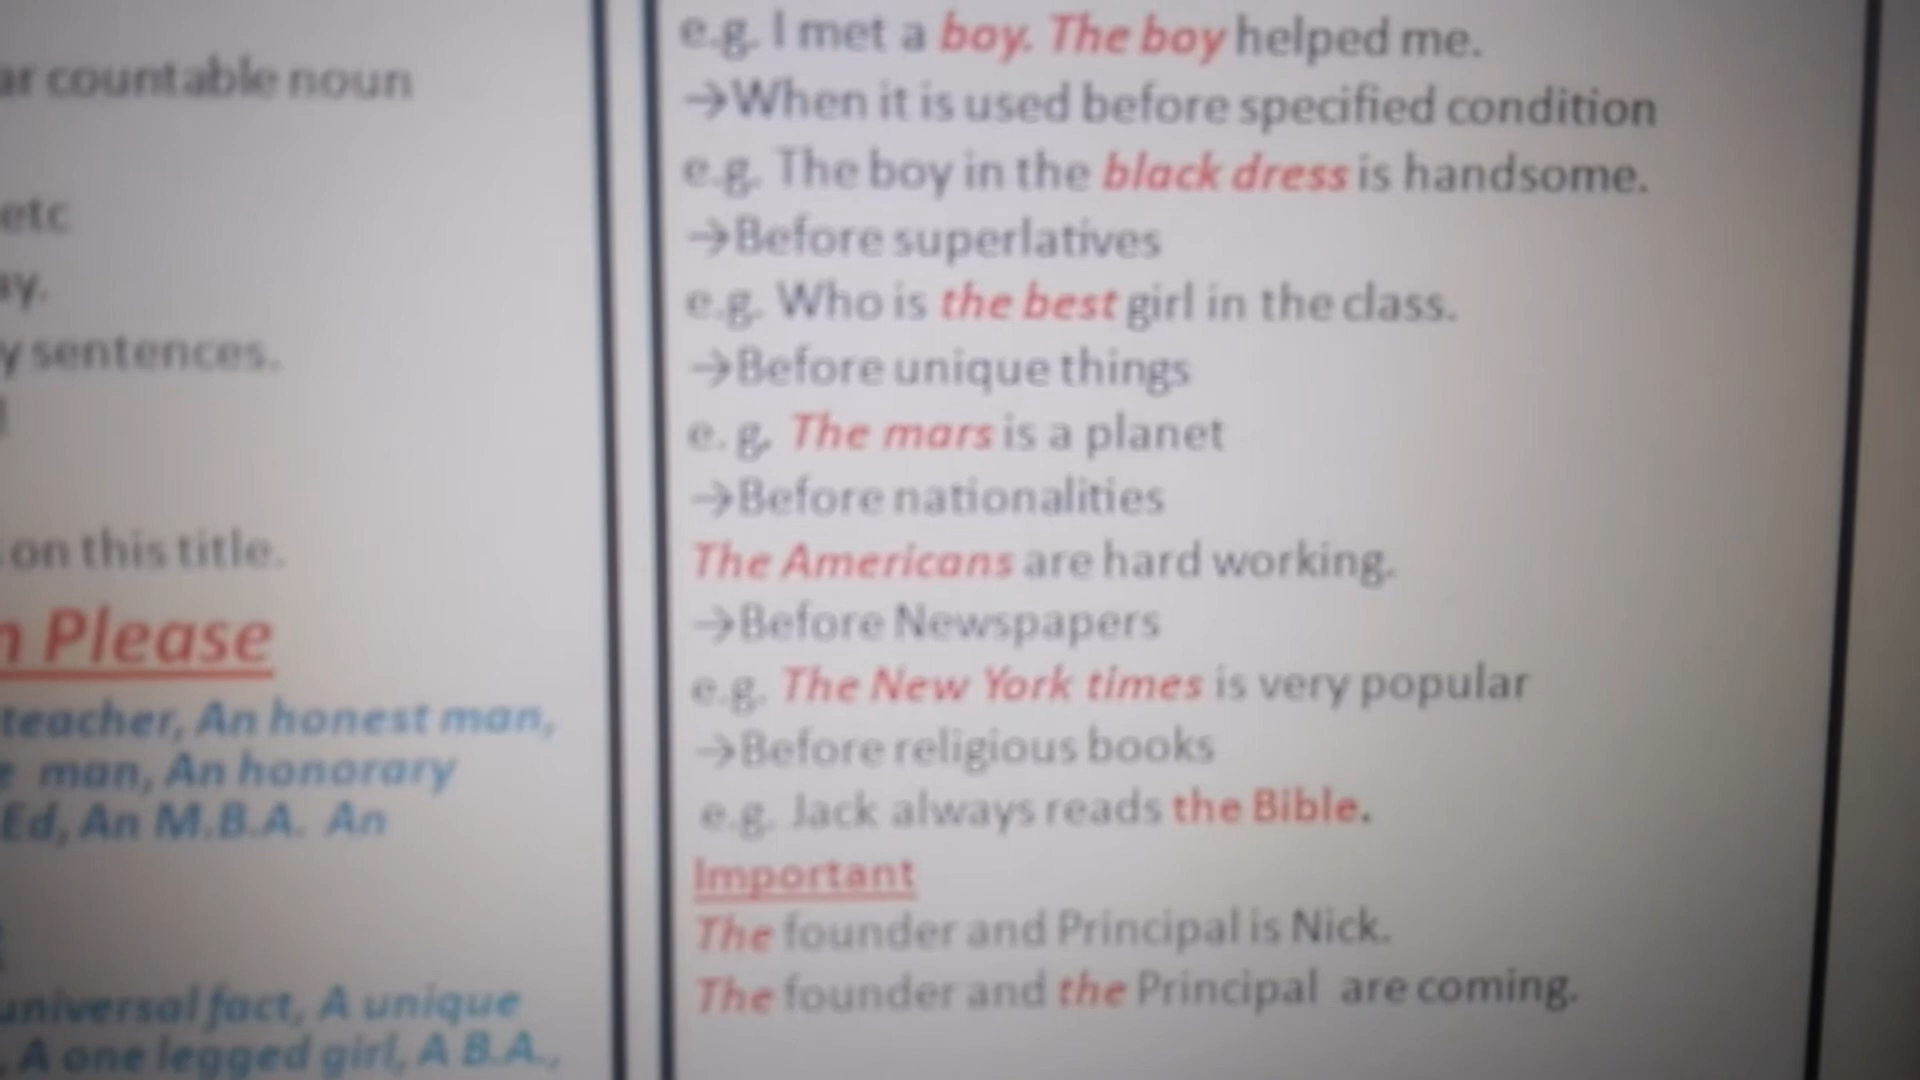 ar countable noun
etc
ay.
y sentences.
on this title.
n Please
teacher, An honest man,
man, An honorary
Ed, An M.B.A. An
universal fact, A unique
, A one legged girl, A B.A.,
e.g. I met a boy. The boy helped me.
→When it is used before specified condition
e.g. The boy in the black dress is handsome.
→Before superlatives
e.g. Who is the best girl in the class.
→Before unique things
e. g. The mars is a planet
→Before nationalities
The Americans are hard working.
→Before Newspapers
e.g. The New York times is very popular
→Before religious books
e.g. Jack always reads the Bible.
Important
The founder and Principal is Nick.
The founder and the Principal are coming.